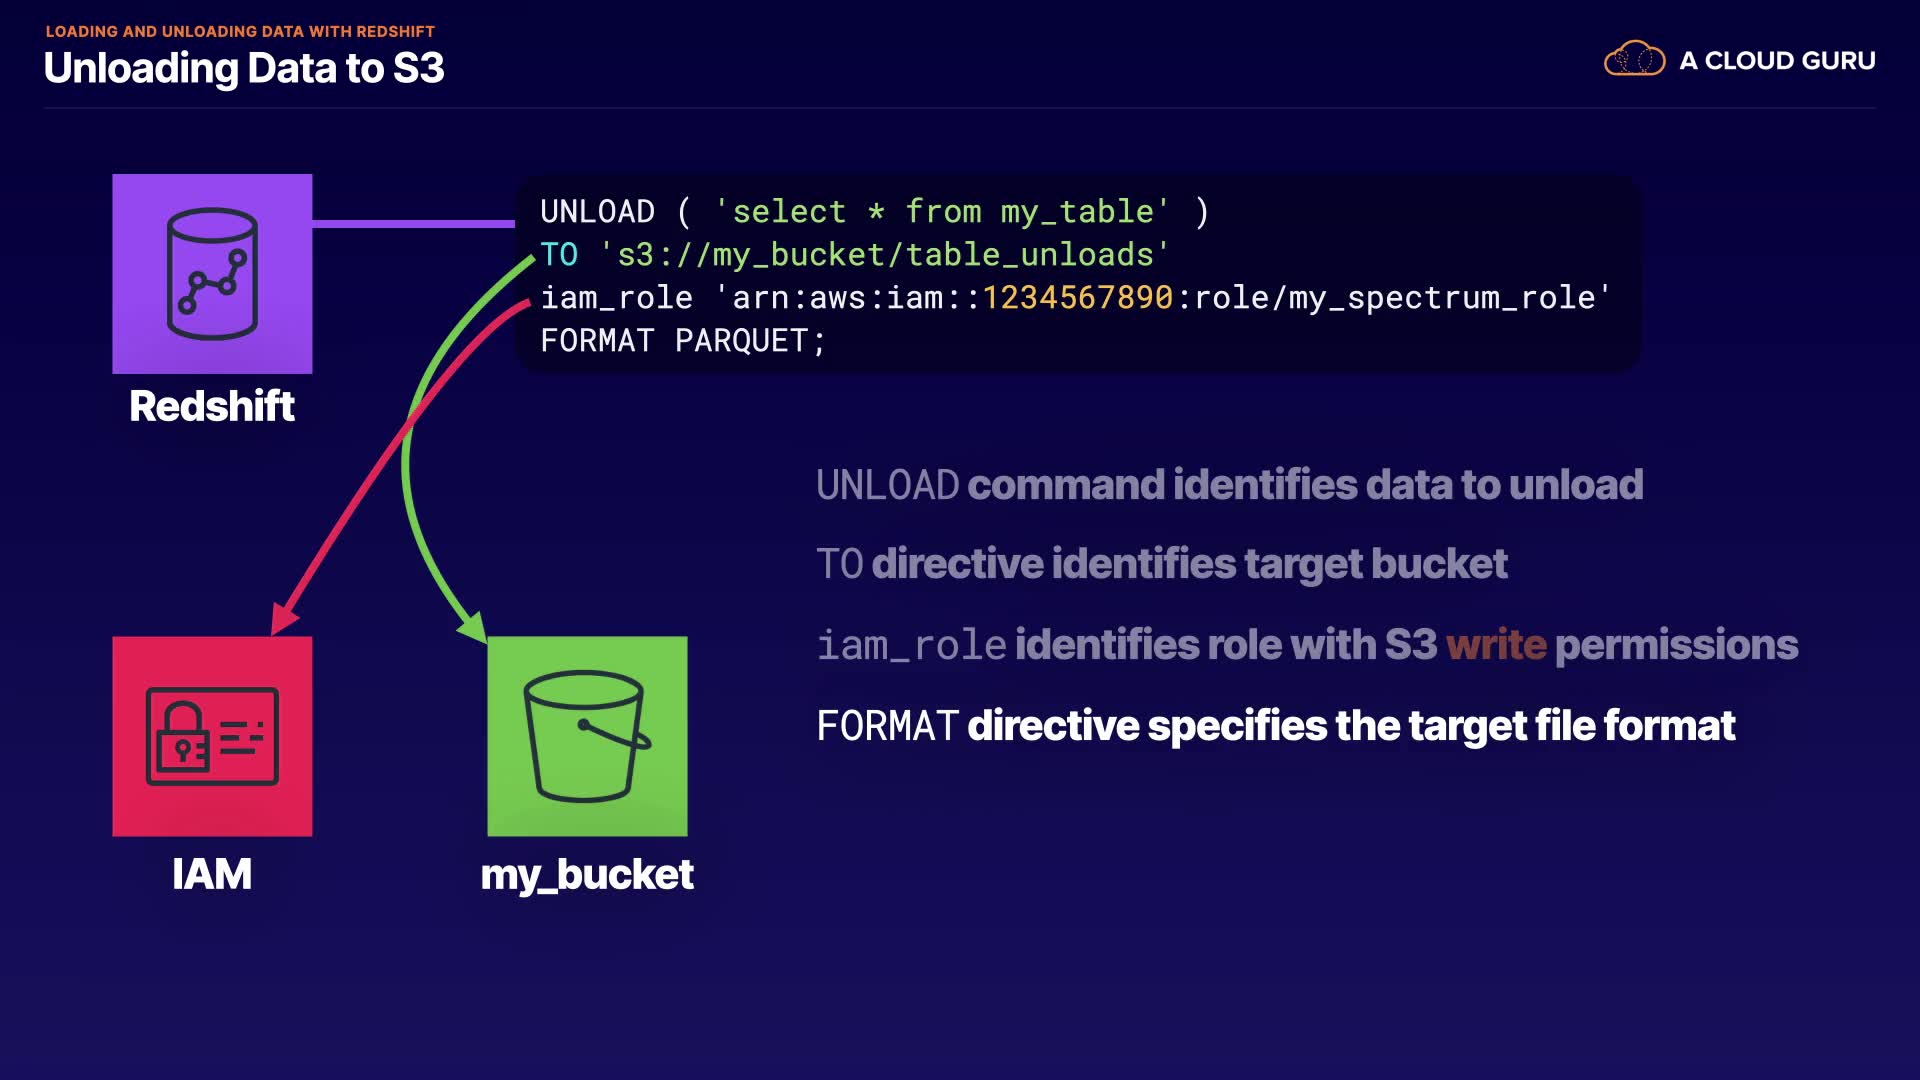 LOADING AND UNLOADING DATA WITH REDSHIFT
Unloading Data to S3
A CLOUD GURU
UNLOAD ( 'select * from my_table' )
TO 's3://my_bucket/table_unloads'
iam_role 'arn:aws:iam::1234567890:role/my_spectrum_role'
FORMAT PARQUET;
Redshift
UNLOAD command identifies data to unload
TO directive identifies target bucket
iam_role identifies role with S3 write permissions
FORMAT directive specifies the target file format
IAM
my_bucket